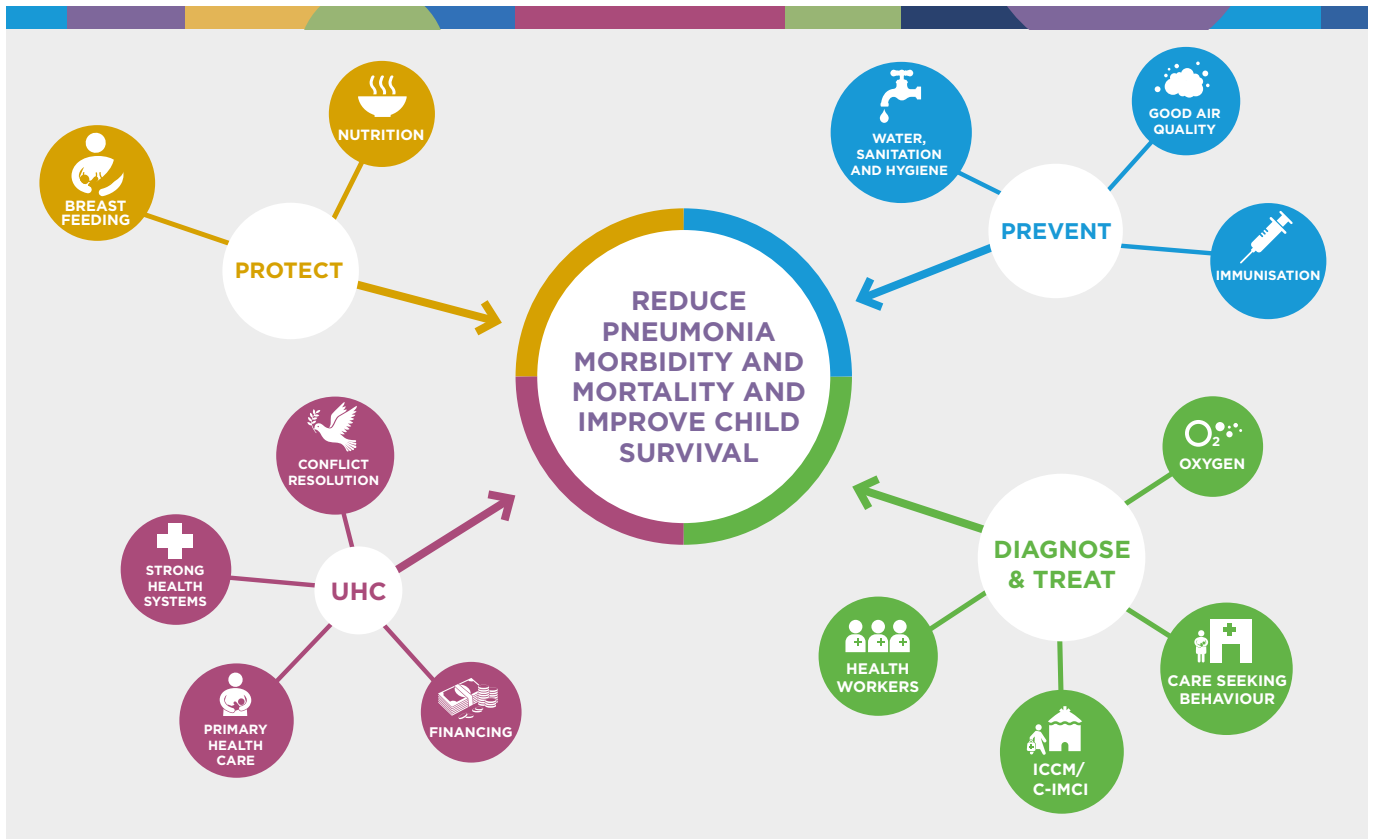 NUTRITION
BREAST
FEEDING
PROTECT
WATER,
SANITATION
AND HYGIENE
GOOD AIR
QUALITY
PREVENT
IMMUNISATION
REDUCE
PNEUMONIA
MORBIDITY AND
MORTALITY AND
IMPROVE CHILD
SURVIVAL
CONFLICT
RESOLUTION
STRONG
HEALTH
SYSTEMS
UHC
PRIMARY
HEALTH
CARE
FINANCING
O2
OXYGEN
DIAGNOSE
& TREAT
HEALTH
WORKERS
CARE SEEKING
BEHAVIOUR
ICCM/
C-IMCI